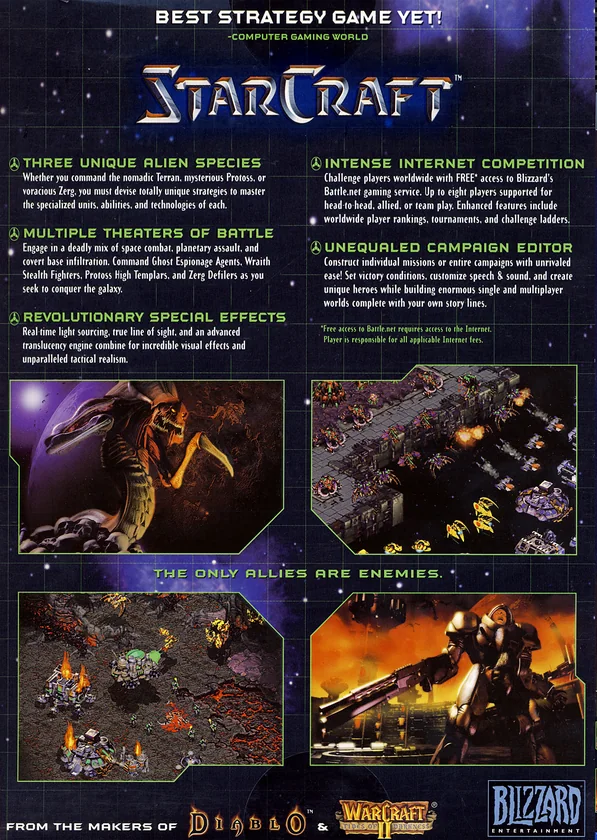 BEST STRATEGY GAME YET!
-COMPUTER GAMING WORLD
STARCRAFT™
THREE UNIQUE ALIEN SPECIES
Whether you command the nomadic Terran, mysterious Protoss, or
voracious Zerg, you must devise totally unique strategies to master
the specialized units, abilities, and technologies of each.
MULTIPLE THEATERS OF BATTLE
Engage in a deadly mix of space combat, planetary assault, and
covert base infiltration. Command Ghost Espionage Agents, Wraith
Stealth Fighters, Protoss High Templars, and Zerg Defilers as you
seek to conquer the galaxy.
REVOLUTIONARY SPECIAL EFFECTS
Real-time light sourcing, true line of sight, and an advanced
translucency engine combine for incredible visual effects and
unparalleled tactical realism.
INTENSE INTERNET COMPETITION
Challenge players worldwide with FREE* access to Blizzard's
Battle.net gaming service. Up to eight players supported for
head-to-head, allied, or team play. Enhanced features include
worldwide player rankings, tournaments, and challenge ladders.
UNEQUALED CAMPAIGN EDITOR
Construct individual missions or entire campaigns with unrivaled
ease! Set victory conditions, customize speech & sound, and create
unique heroes while building enormous single and multiplayer
worlds complete with your own story lines.
*Free access to Battle.net requires access to the Internet.
Player is responsible for all applicable Internet fees.
THE ONLY ALLIES ARE ENEMIES.
FROM THE MAKERS OF DIABLO™ & WARCRAFT II®
TIDES OF DARKNESS
BLIZZARD
ENTERTAINMENT